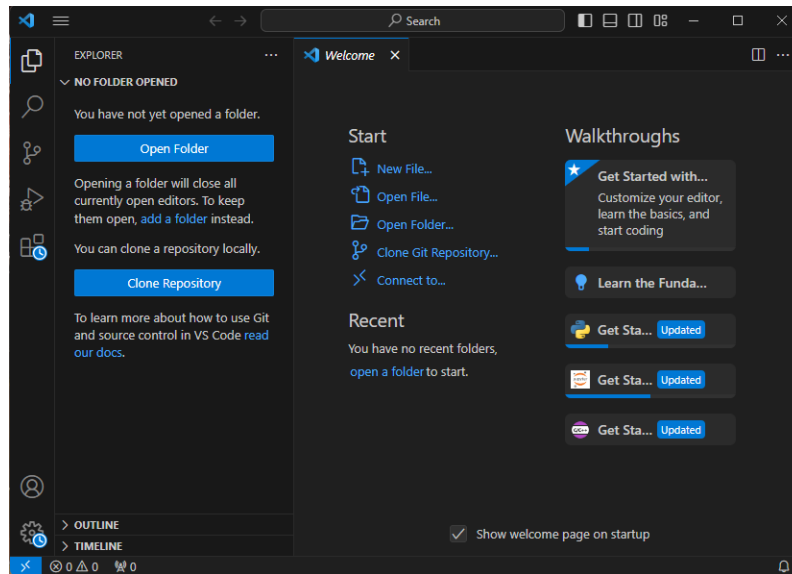 Search
EXPLORER
NO FOLDER OPENED
You have not yet opened a folder.
Open Folder
Opening a folder will close all
currently open editors. To keep
them open, add a folder instead.
You can clone a repository locally.
Clone Repository
To learn more about how to use Git
and source control in VS Code read
our docs.
OUTLINE
TIMELINE
Welcome
Start
New File...
Open File...
Open Folder...
Clone Git Repository...
Connect to...
Recent
You have no recent folders,
open a folder to start.
Walkthroughs
Get Started with...
Customize your editor,
learn the basics, and
start coding
Learn the Funda...
Get Sta... Updated
Get Sta... Updated
Get Sta... Updated
Show welcome page on startup
0 0 0